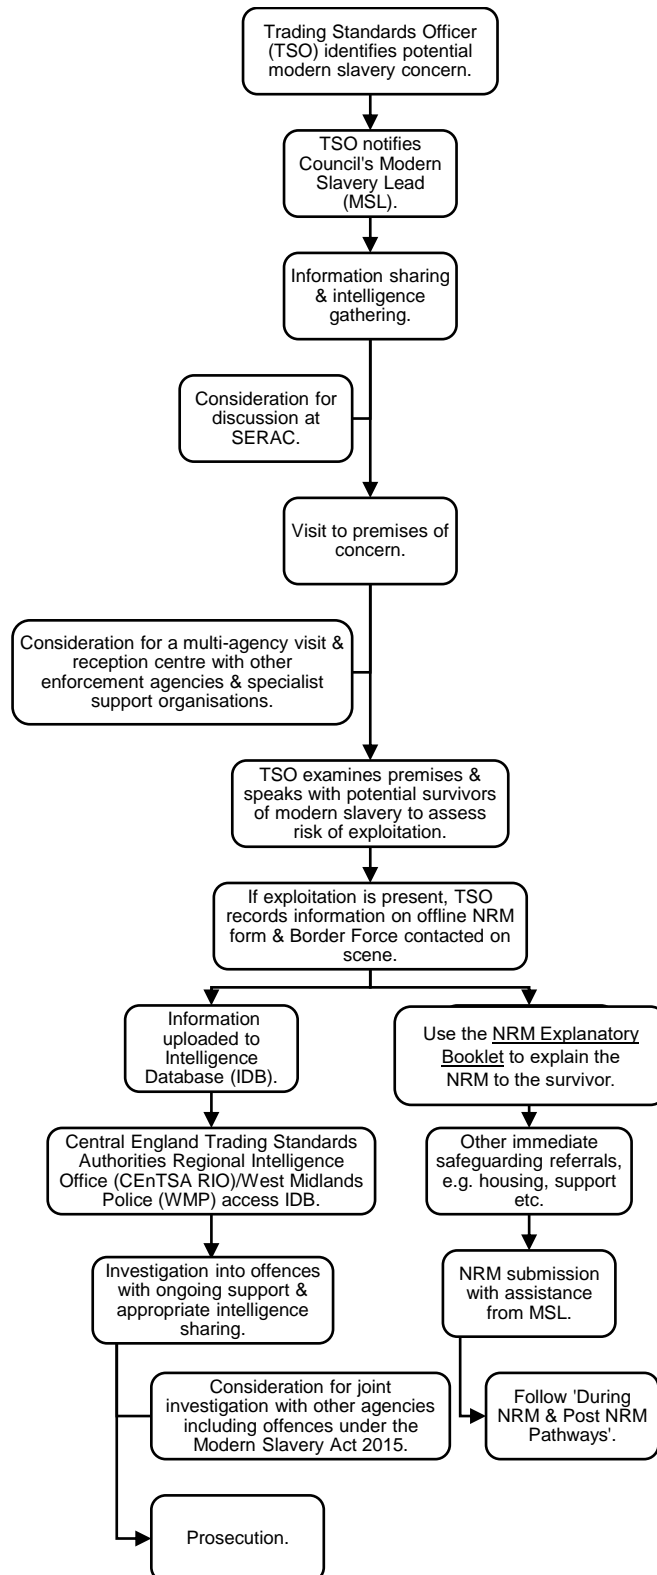 Trading Standards Officer
(TSO) identifies potential
modern slavery concern.
TSO notifies
Council's Modern
Slavery Lead
(MSL).
Information sharing
& intelligence
gathering.
Consideration for
discussion at
SERAC.
Visit to premises of
concern.
Consideration for a multi-agency visit &
reception centre with other
enforcement agencies & specialist
support organisations.
TSO examines premises &
speaks with potential survivors
of modern slavery to assess
risk of exploitation.
If exploitation is present, TSO
records information on offline NRM
form & Border Force contacted on
scene.
Information
uploaded to
Intelligence
Database (IDB).
Use the NRM Explanatory
Booklet to explain the
NRM to the survivor.
Central England Trading Standards
Authorities Regional Intelligence
Office (CEnTSA RIO)/West Midlands
Police (WMP) access IDB.
Other immediate
safeguarding referrals,
e.g. housing, support
etc.
Investigation into offences
with ongoing support &
appropriate intelligence
sharing.
NRM submission
with assistance
from MSL.
Consideration for joint
investigation with other agencies
including offences under the
Modern Slavery Act 2015.
Follow 'During
NRM & Post NRM
Pathways'.
Prosecution.